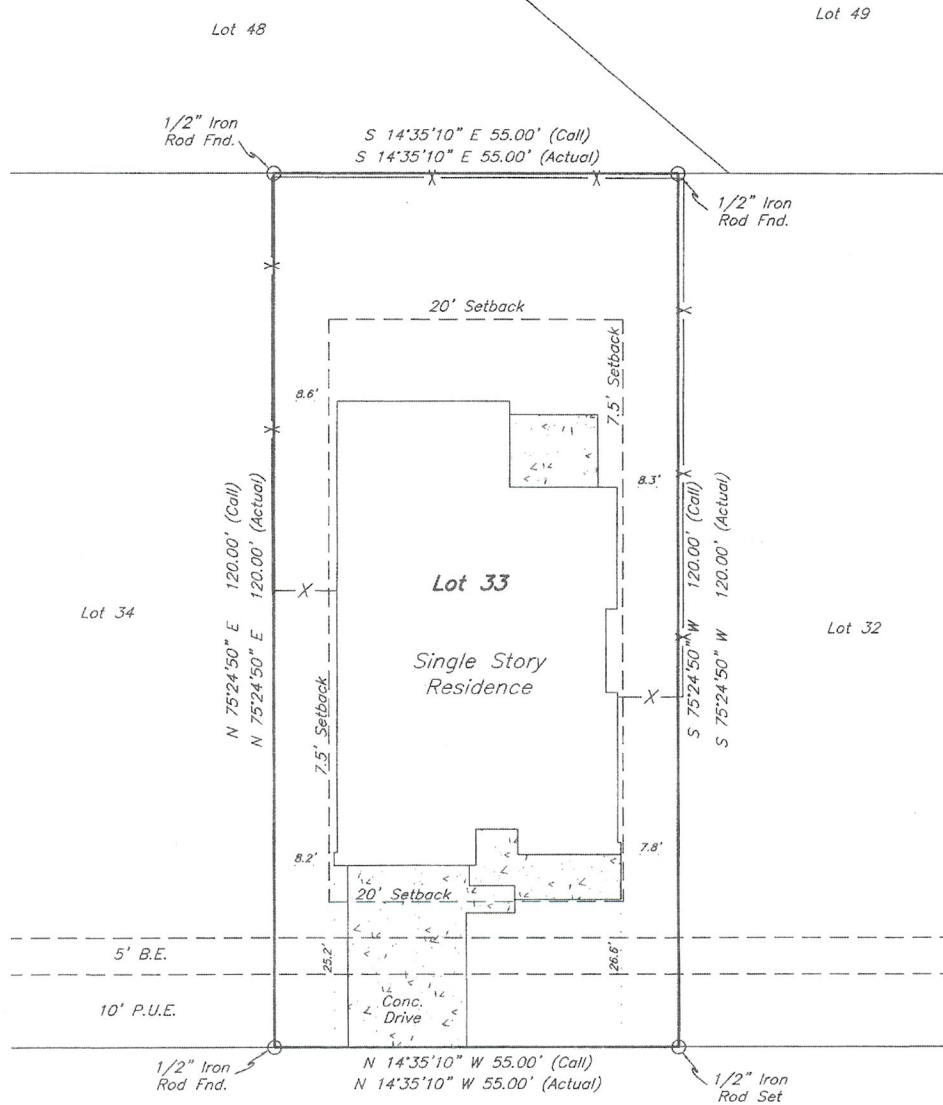 Lot 48
Lot 49
1/2" Iron
Rod Fnd.
S 14°35'10" E 55.00' (Call)
S 14°35'10" E 55.00' (Actual)
1/2" Iron
Rod Fnd.
20' Setback
7.5' Setback
8.6'
8.3'
N 75°24'50" E 120.00' (Call)
N 75°24'50" E 120.00' (Actual)
S 75°24'50" W 120.00' (Call)
S 75°24'50" W 120.00' (Actual)
Lot 33
Lot 34
Lot 32
Single Story
Residence
7.5' Setback
8.2'
7.8'
20' Setback
25.2'
26.6'
5' B.E.
10' P.U.E.
Conc.
Drive
1/2" Iron
Rod Fnd.
N 14°35'10" W 55.00' (Call)
N 14°35'10" W 55.00' (Actual)
1/2" Iron
Rod Set